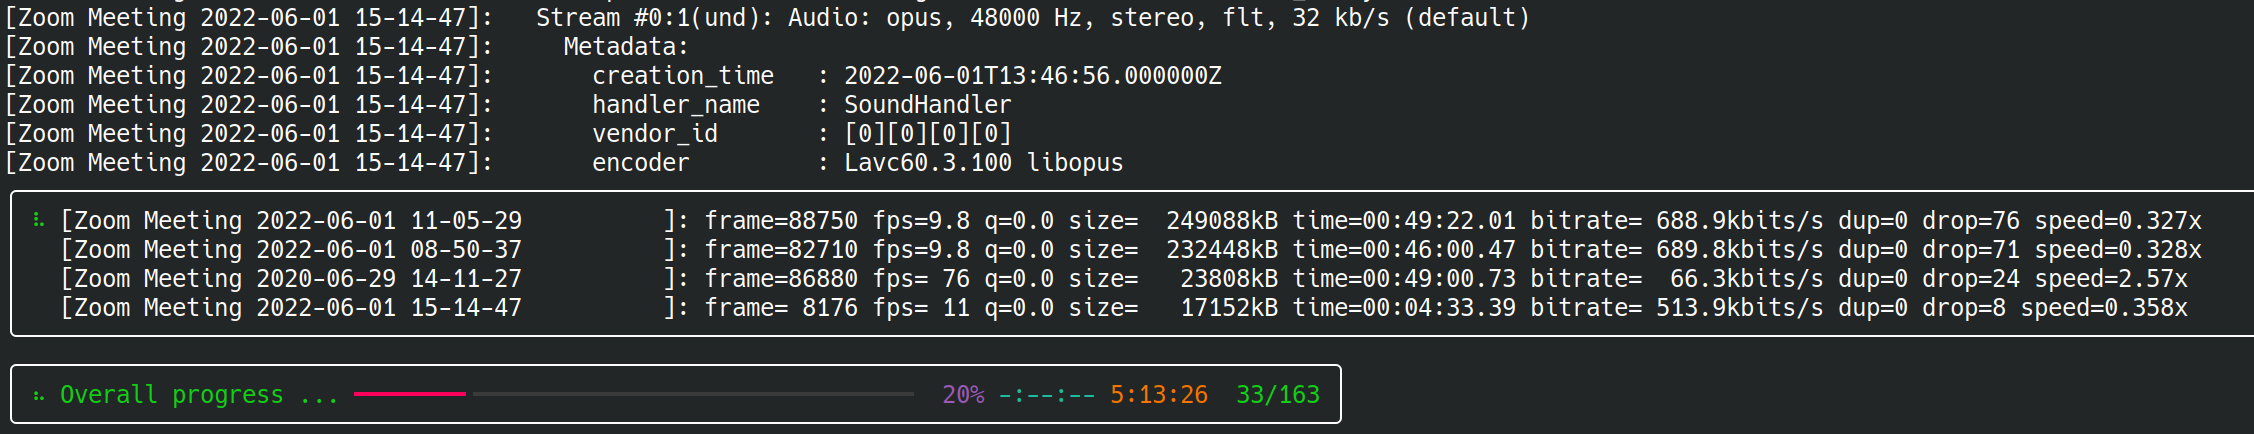 [Zoom Meeting 2022-06-01 15-14-47]:   Stream #0:1(und): Audio: opus, 48000 Hz, stereo, flt, 32 kb/s (default)
[Zoom Meeting 2022-06-01 15-14-47]:     Metadata:
[Zoom Meeting 2022-06-01 15-14-47]:       creation_time   : 2022-06-01T13:46:56.000000Z
[Zoom Meeting 2022-06-01 15-14-47]:       handler_name    : SoundHandler
[Zoom Meeting 2022-06-01 15-14-47]:       vendor_id       : [0][0][0][0]
[Zoom Meeting 2022-06-01 15-14-47]:       encoder         : Lavc60.3.100 libopus
[Zoom Meeting 2022-06-01 11-05-29          ]: frame=88750 fps=9.8 q=0.0 size=  249088kB time=00:49:22.01 bitrate= 688.9kbits/s dup=0 drop=76 speed=0.327x
[Zoom Meeting 2022-06-01 08-50-37          ]: frame=82710 fps=9.8 q=0.0 size=  232448kB time=00:46:00.47 bitrate= 689.8kbits/s dup=0 drop=71 speed=0.328x
[Zoom Meeting 2020-06-29 14-11-27          ]: frame=86880 fps= 76 q=0.0 size=   23808kB time=00:49:00.73 bitrate=  66.3kbits/s dup=0 drop=24 speed=2.57x
[Zoom Meeting 2022-06-01 15-14-47          ]: frame= 8176 fps= 11 q=0.0 size=   17152kB time=00:04:33.39 bitrate= 513.9kbits/s dup=0 drop=8 speed=0.358x
Overall progress ... 20% -:--:-- 5:13:26  33/163